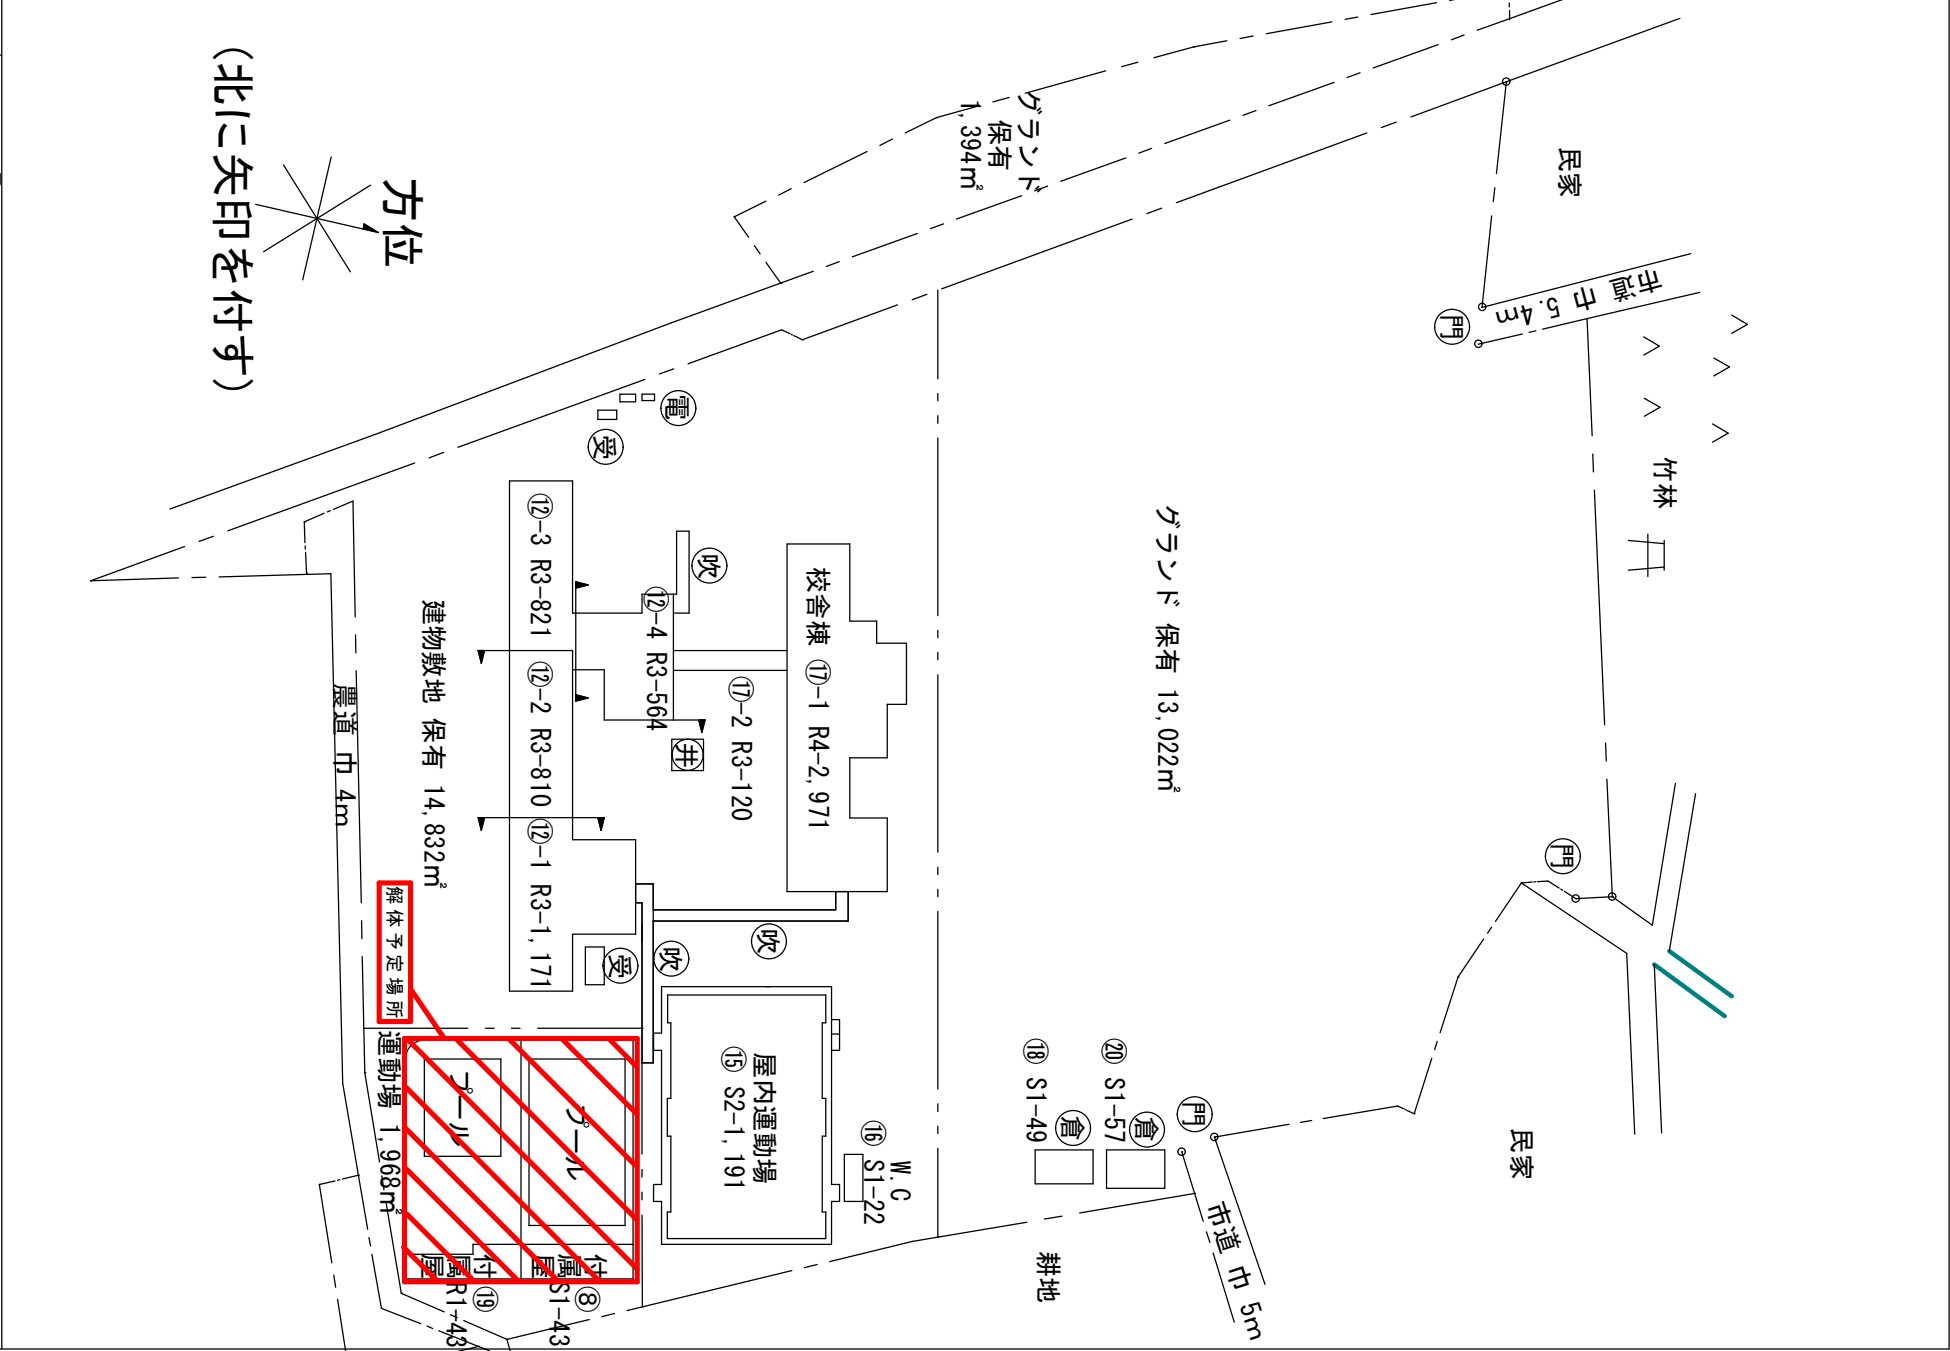 方位
(北に矢印を付す)
グランド
保有
1,394㎡
民家
市道 巾 5.4m
門
竹林
電
受
グランド 保有 13,022㎡
⑫-3 R3-821
吹
⑫-4 R3-564
校舎棟 ⑰-1 R4-2,971
⑰-2 R3-120
⑫-2 R3-810
井
建物敷地 保有 14,832㎡
農道 巾 4m
⑫-1 R3-1,171
門
解体予定場所
受
吹
吹
屋内運動場
⑮ S2-1,191
運動場 1,968㎡
プール
プール
⑯ W.C
S1-22
⑱ S1-49
倉
⑳ S1-57
倉
門
民家
市道 巾 5m
耕地
付属屋
⑧ S1-43
付属屋
⑲ R1-43